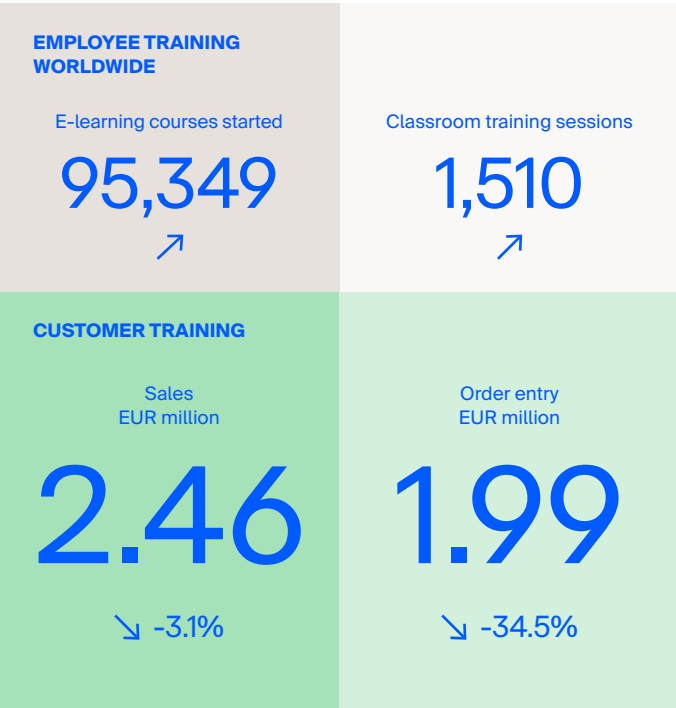 EMPLOYEE TRAINING
WORLDWIDE
E-learning courses started
95,349
Classroom training sessions
1,510
CUSTOMER TRAINING
Sales
EUR million
2.46
-3.1%
Order entry
EUR million
1.99
-34.5%